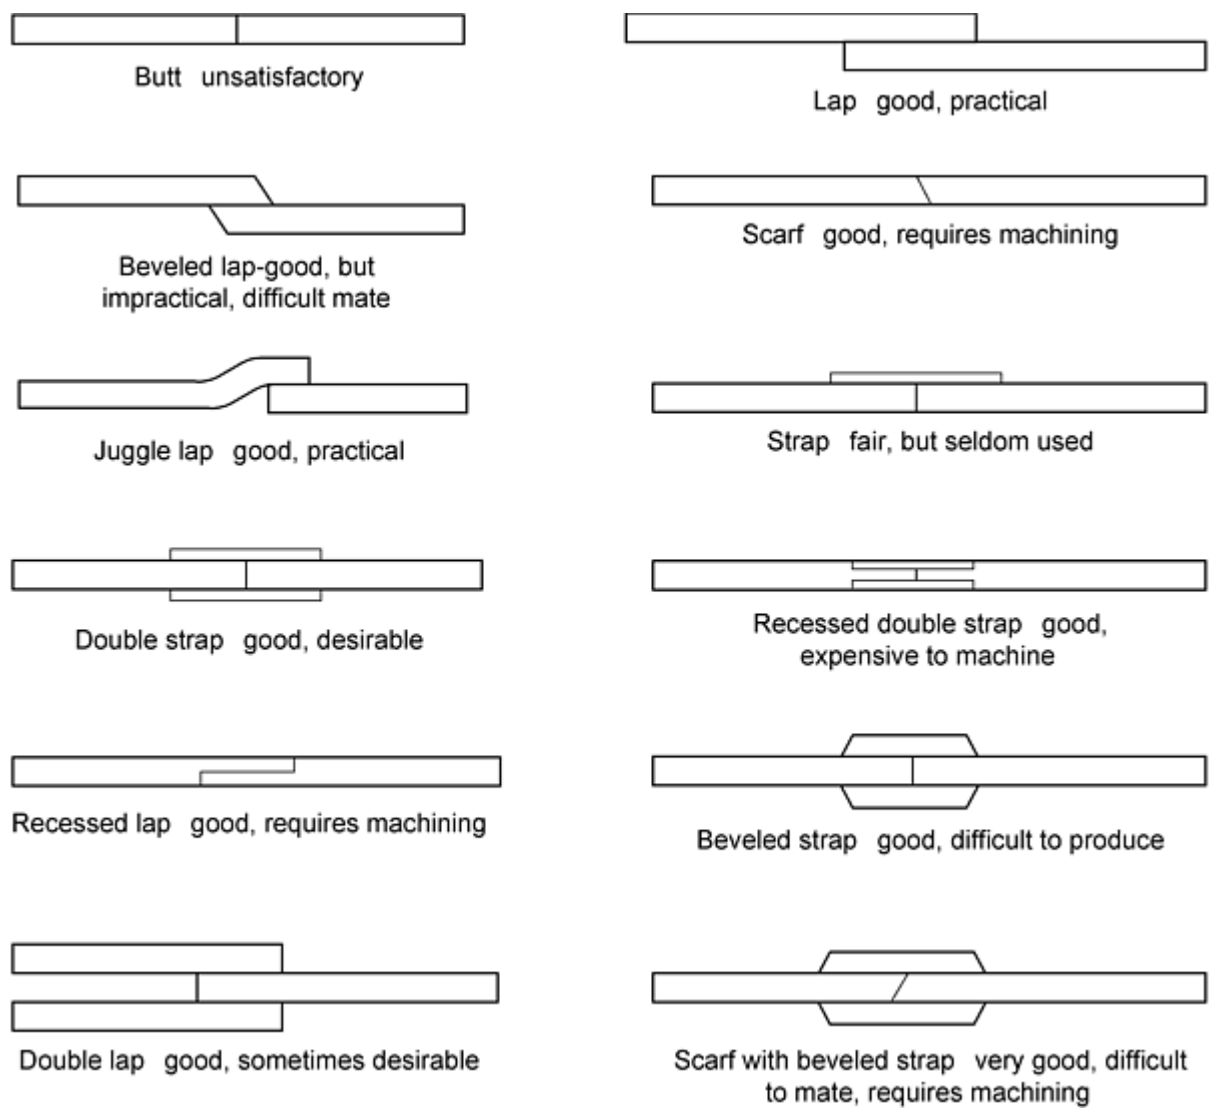 Butt unsatisfactory
Lap good, practical
Beveled lap-good, but
impractical, difficult mate
Scarf good, requires machining
Juggle lap good, practical
Strap fair, but seldom used
Double strap good, desirable
Recessed double strap good,
expensive to machine
Recessed lap good, requires machining
Beveled strap good, difficult to produce
Double lap good, sometimes desirable
Scarf with beveled strap very good, difficult
to mate, requires machining